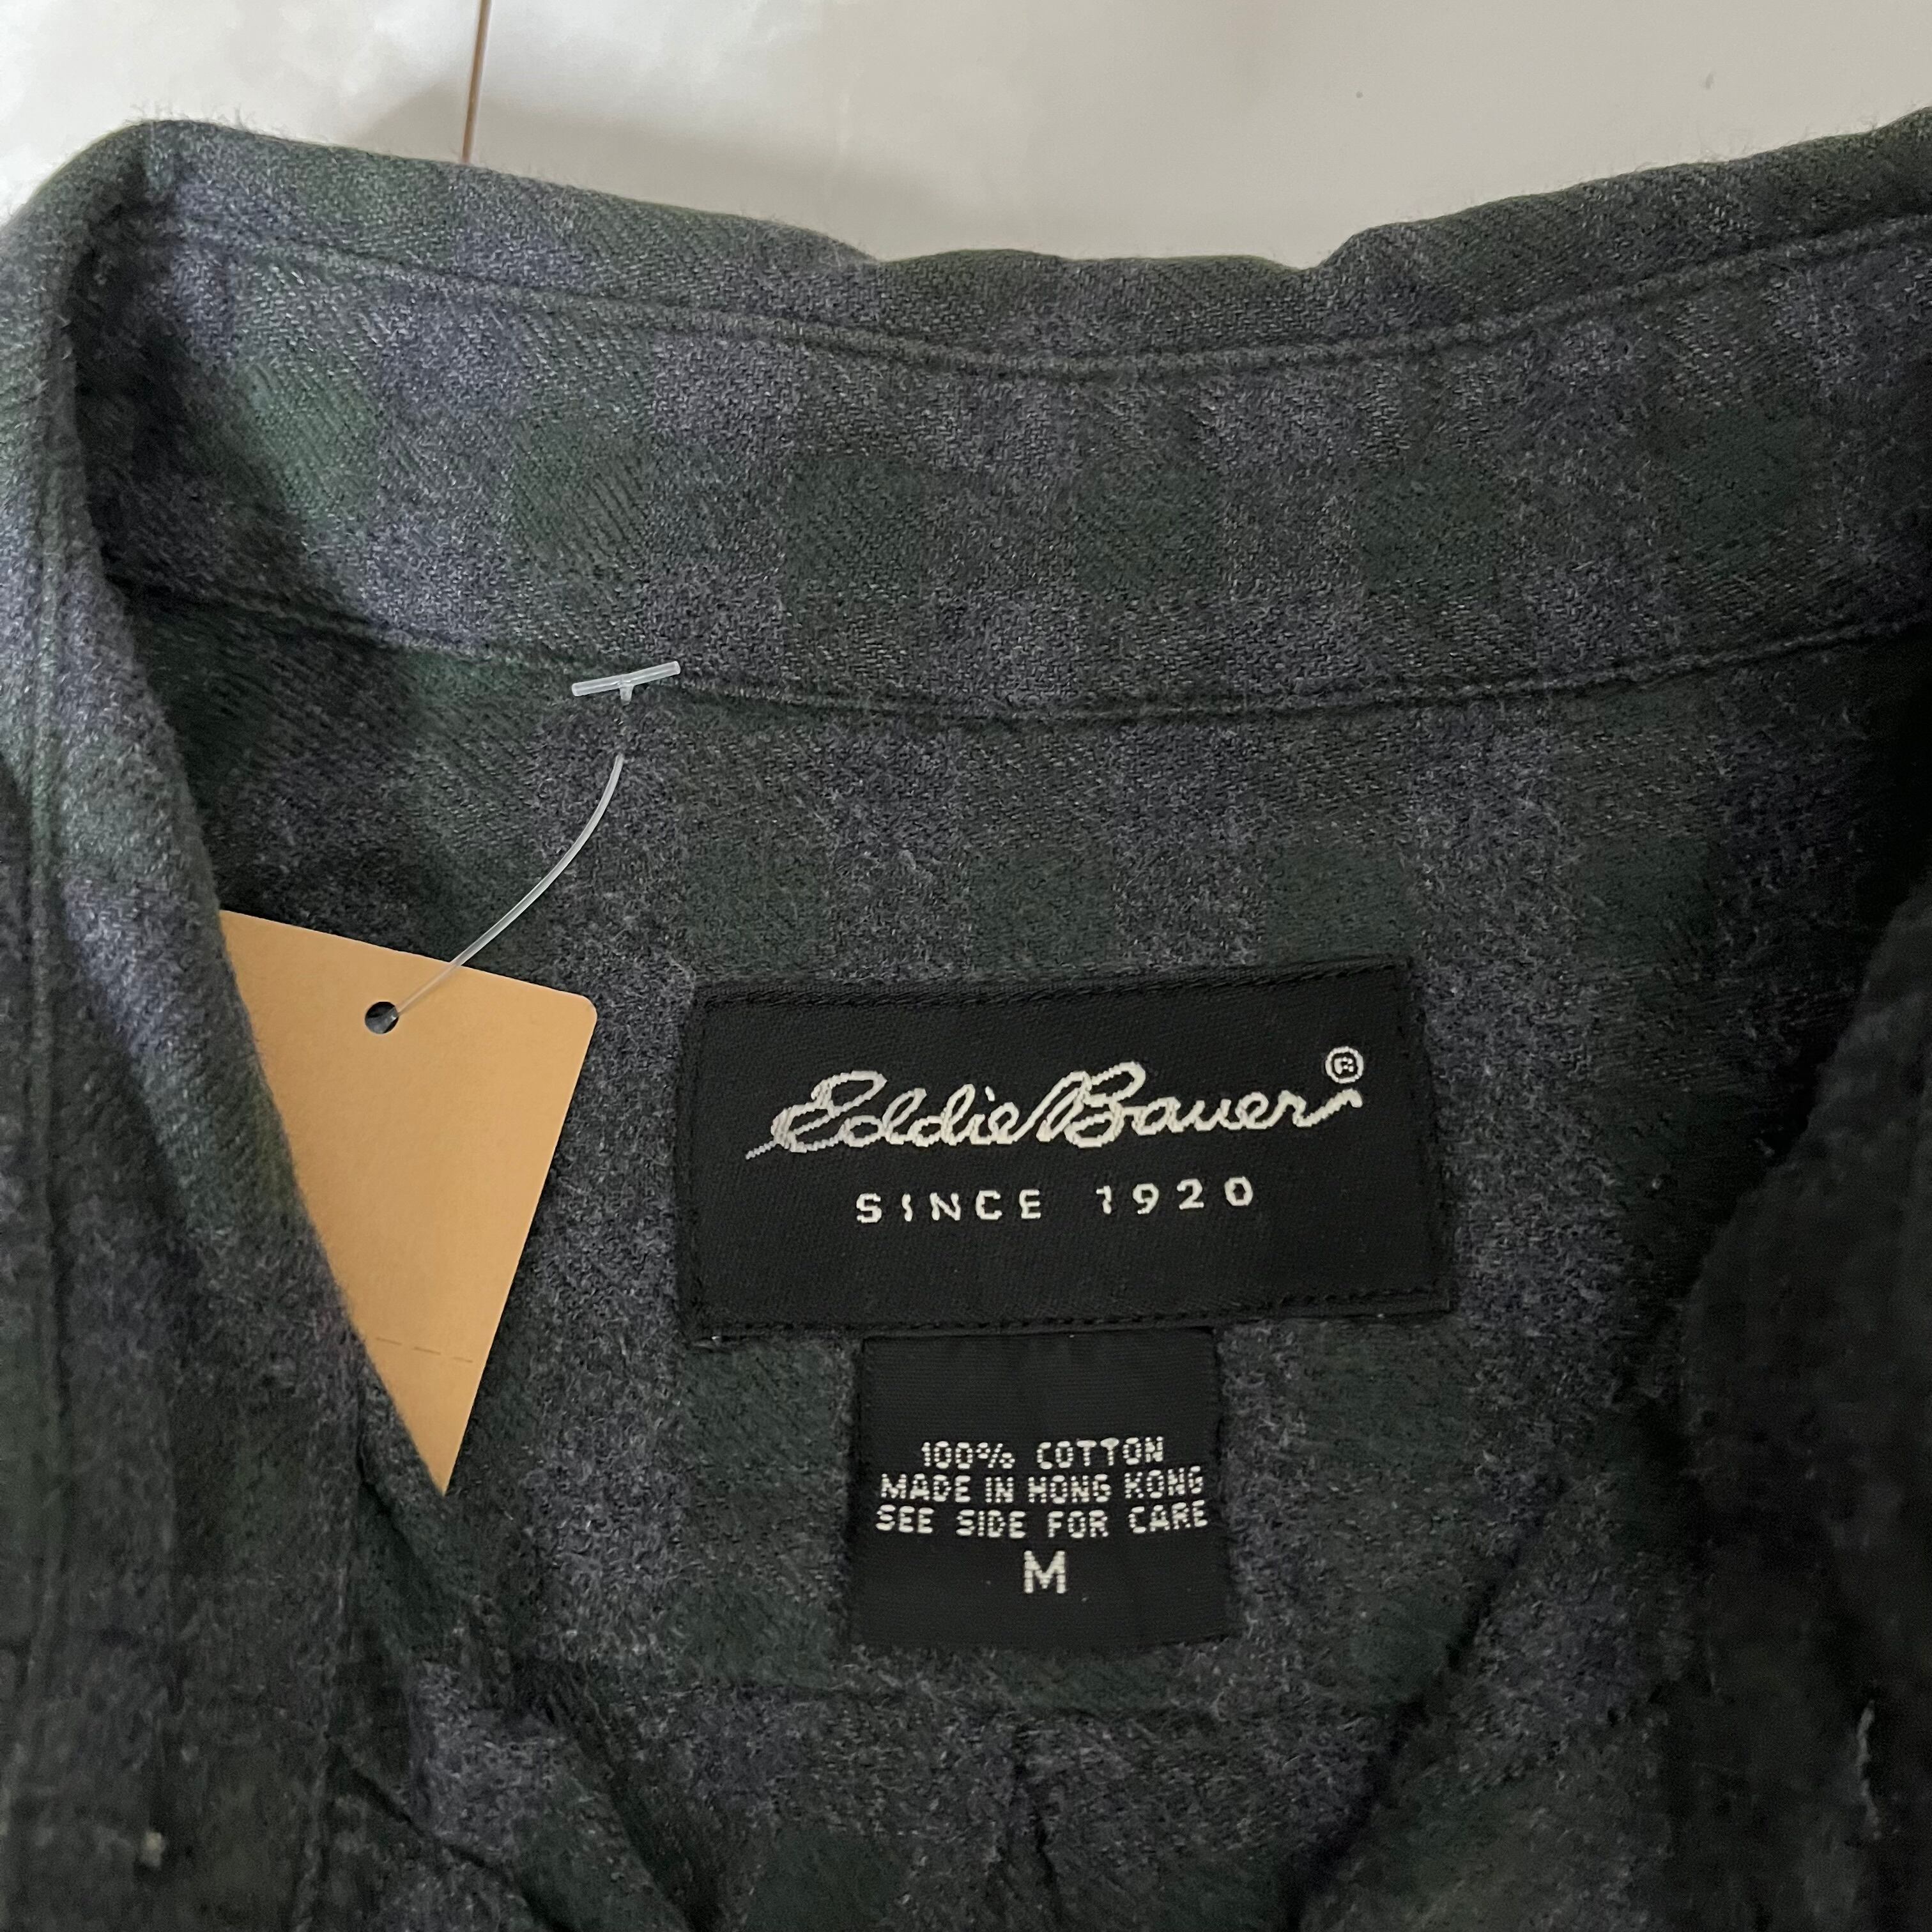 Eddie Bauer®
SINCE 1920
100% COTTON
MADE IN HONG KONG
SEE SIDE FOR CARE
M